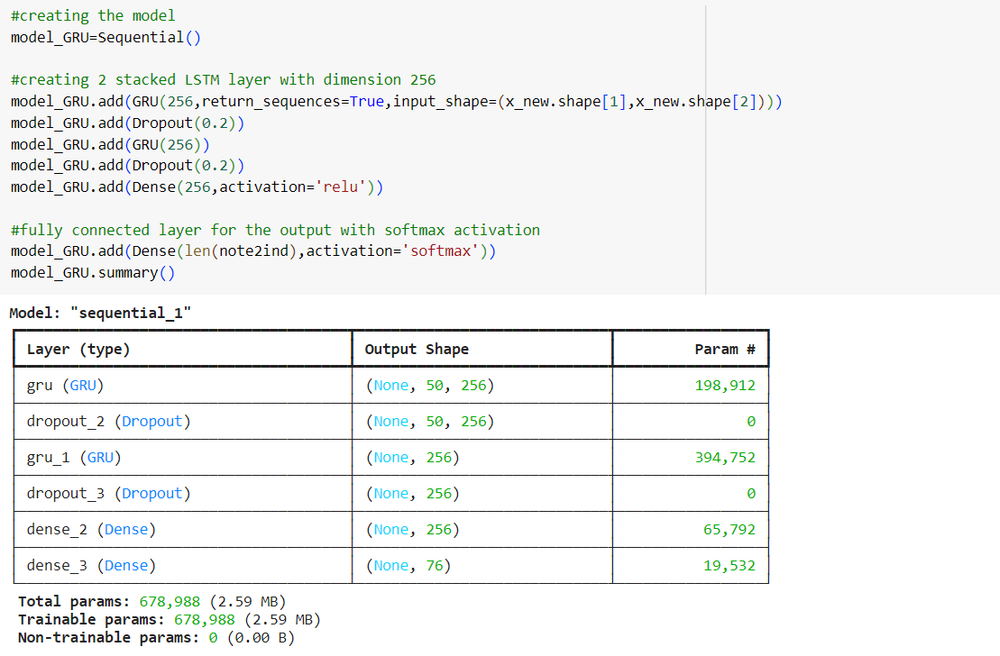 #creating the model
model_GRU=Sequential()
#creating 2 stacked LSTM layer with dimension 256
model_GRU.add(GRU(256,return_sequences=True,input_shape=(x_new.shape[1],x_new.shape[2])))
model_GRU.add(Dropout(0.2))
model_GRU.add(GRU(256))
model_GRU.add(Dropout(0.2))
model_GRU.add(Dense(256,activation='relu'))
#fully connected layer for the output with softmax activation
model_GRU.add(Dense(len(note2ind),activation='softmax'))
model_GRU.summary()
Model: "sequential_1"
Layer (type) Output Shape Param #
gru (GRU) (None, 50, 256) 198,912
dropout_2 (Dropout) (None, 50, 256) 0
gru_1 (GRU) (None, 256) 394,752
dropout_3 (Dropout) (None, 256) 0
dense_2 (Dense) (None, 256) 65,792
dense_3 (Dense) (None, 76) 19,532
Total params: 678,988 (2.59 MB)
Trainable params: 678,988 (2.59 MB)
Non-trainable params: 0 (0.00 B)